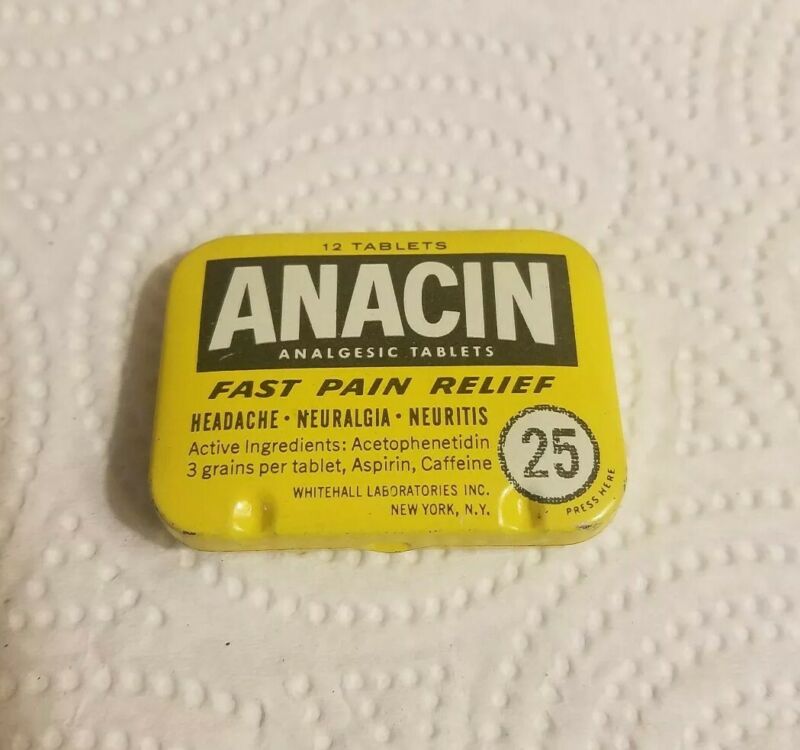 12 TABLETS
ANACIN
ANALGESIC TABLETS
FAST PAIN RELIEF
HEADACHE • NEURALGIA • NEURITIS
Active Ingredients: Acetophenetidin
3 grains per tablet, Aspirin, Caffeine
25
WHITEHALL LABORATORIES INC.
NEW YORK, N.Y.
PRESS HERE